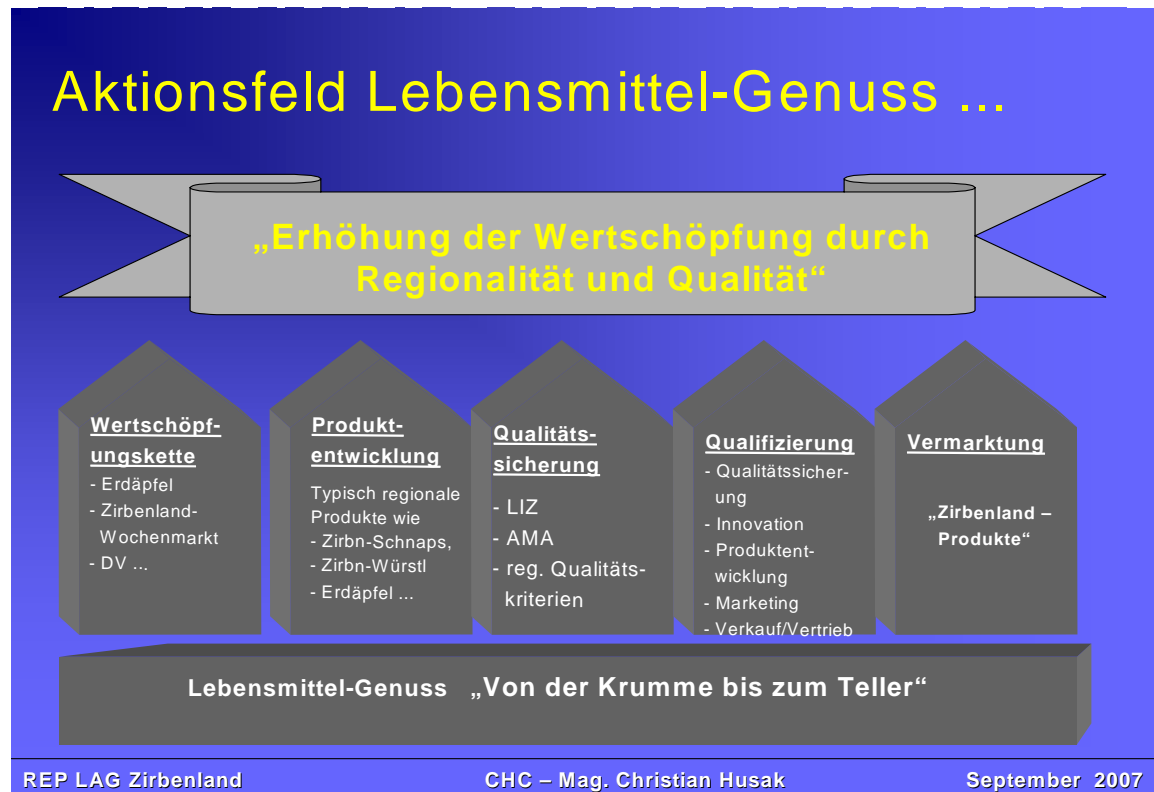 Aktionsfeld Lebensmittel-Genuss ...
„Erhöhung der Wertschöpfung durch
Regionalität und Qualität“
Wertschöpf-
ungskette
- Erdäpfel
- Zirbenland-
Wochenmarkt
- DV ...
Produkt-
entwicklung
Typisch regionale
Produkte wie
- Zirbn-Schnaps,
- Zirbn-Würstl
- Erdäpfel ...
Qualitäts-
sicherung
- LIZ
- AMA
- reg. Qualitäts-
kriterien
Qualifizierung
- Qualitätssicher-
ung
- Innovation
- Produktent-
wicklung
- Marketing
- Verkauf/Vertrieb
Vermarktung
„Zirbenland –
Produkte“
Lebensmittel-Genuss „Von der Krumme bis zum Teller“
REP LAG Zirbenland CHC – Mag. Christian Husak September 2007